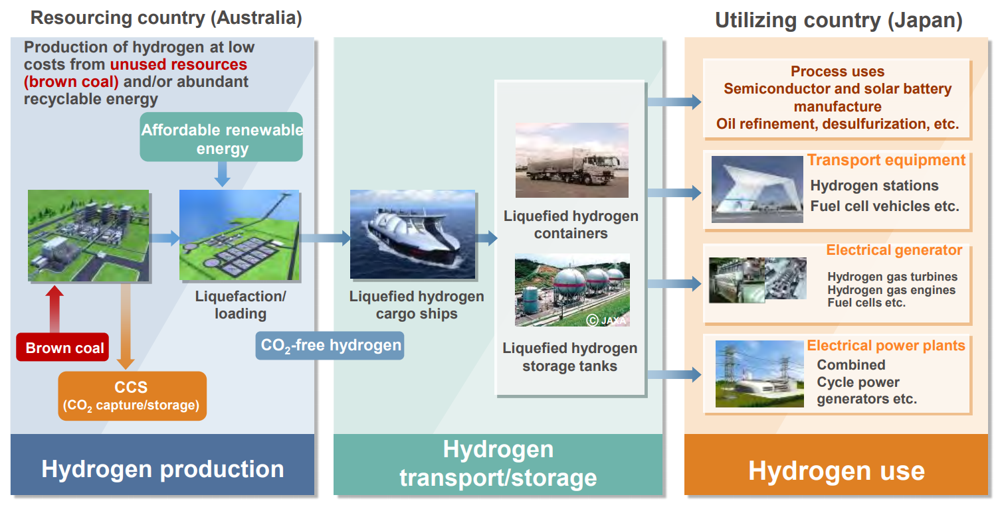 Resourcing country (Australia)
Utilizing country (Japan)
Production of hydrogen at low
costs from unused resources
(brown coal) and/or abundant
recyclable energy
Affordable renewable
energy
Liquefaction/
loading
Brown coal
CCS
(CO₂ capture/storage)
CO₂-free hydrogen
Hydrogen production
Liquefied hydrogen
cargo ships
Liquefied hydrogen
containers
© JAXA
Liquefied hydrogen
storage tanks
Hydrogen
transport/storage
Process uses
Semiconductor and solar battery
manufacture
Oil refinement, desulfurization, etc.
Transport equipment
Hydrogen stations
Fuel cell vehicles etc.
Electrical generator
Hydrogen gas turbines
Hydrogen gas engines
Fuel cells etc.
Electrical power plants
Combined
Cycle power
generators etc.
Hydrogen use